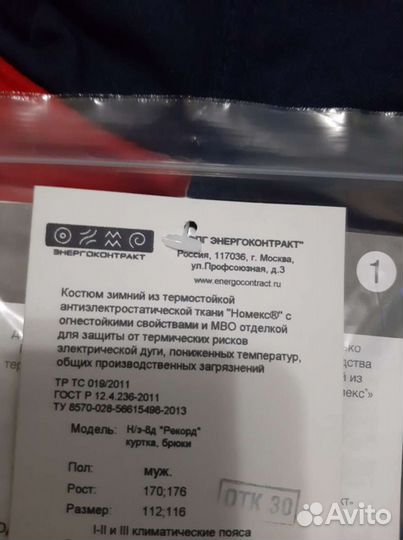 ЭНЕРГОКОНТРАКТ
ПГ ЭНЕРГОКОНТРАКТ"
Россия, 117036, г. Москва,
ул.Профсоюзная, д.3
www.energocontract.ru
1
Костюм зимний из термостойкой
антиэлектростатической ткани "Номекс®" с
огнестойкими свойствами и МВО отделкой
для защиты от термических рисков
электрической дуги, пониженных температур,
общих производственных загрязнений
ТР ТС 019/2011
ГОСТ Р 12.4.236-2011
ТУ 8570-028-56615498-2013
Модель: Н/э-8д "Рекорд"
куртка, брюки
Пол: муж.
Рост: 170;176
Размер: 112;116
ОТК 30
I-II и III климатические пояса
Avito